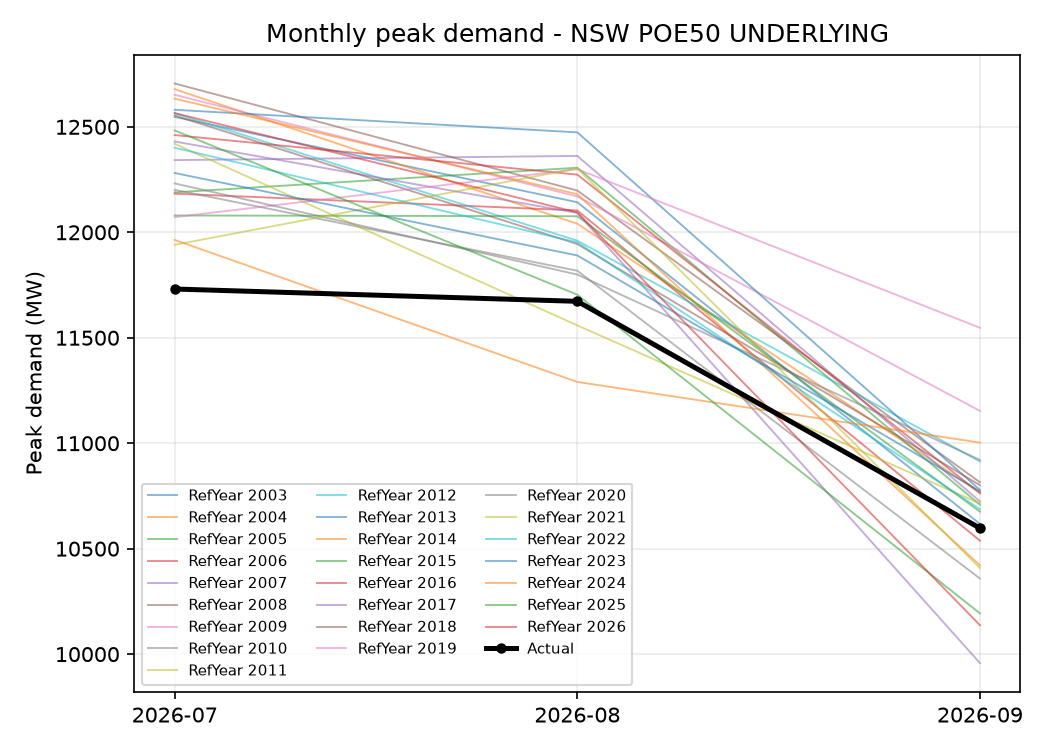 Monthly peak demand - NSW POE50 UNDERLYING
Peak demand (MW)
12500
12000
11500
11000
10500
10000
2026-07
2026-08
2026-09
RefYear 2003
RefYear 2004
RefYear 2005
RefYear 2006
RefYear 2007
RefYear 2008
RefYear 2009
RefYear 2010
RefYear 2011
RefYear 2012
RefYear 2013
RefYear 2014
RefYear 2015
RefYear 2016
RefYear 2017
RefYear 2018
RefYear 2019
RefYear 2020
RefYear 2021
RefYear 2022
RefYear 2023
RefYear 2024
RefYear 2025
RefYear 2026
Actual